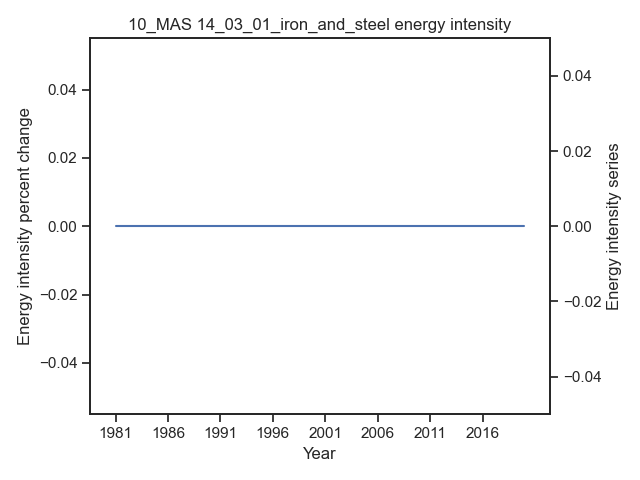 10_MAS 14_03_01_iron_and_steel energy intensity
Energy intensity percent change
0.04
0.02
0.00
−0.02
−0.04
0.04
0.02
0.00
−0.02
−0.04
Energy intensity series
1981 1986 1991 1996 2001 2006 2011 2016
Year